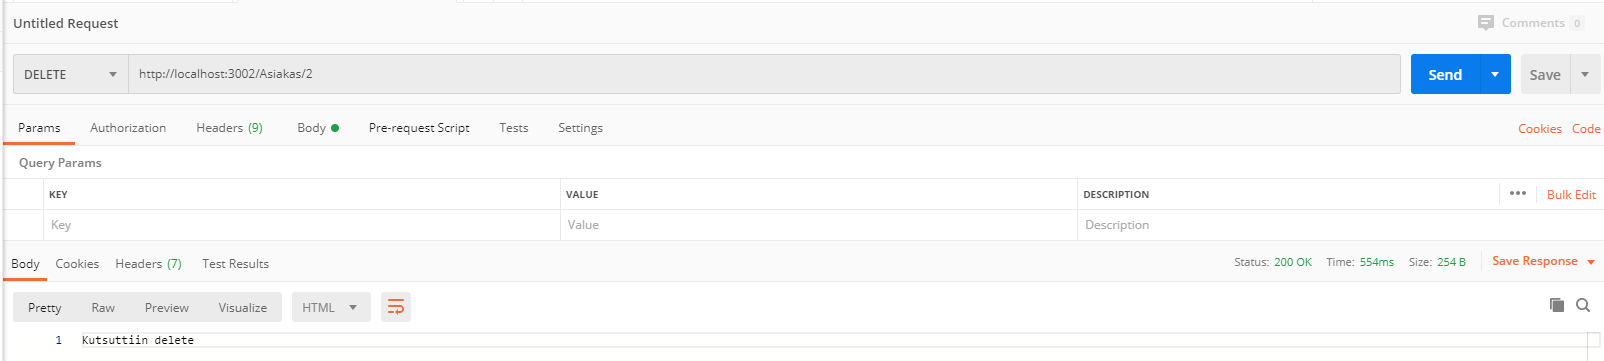 Untitled Request Comments 0
DELETE http://localhost:3002/Asiakas/2 Send Save
Params Authorization Headers (9) Body Pre-request Script Tests Settings Cookies Code
Query Params
KEY VALUE DESCRIPTION ••• Bulk Edit
Key Value Description
Body Cookies Headers (7) Test Results Status: 200 OK Time: 554ms Size: 254 B Save Response
Pretty Raw Preview Visualize HTML
1 Kutsuttiin delete